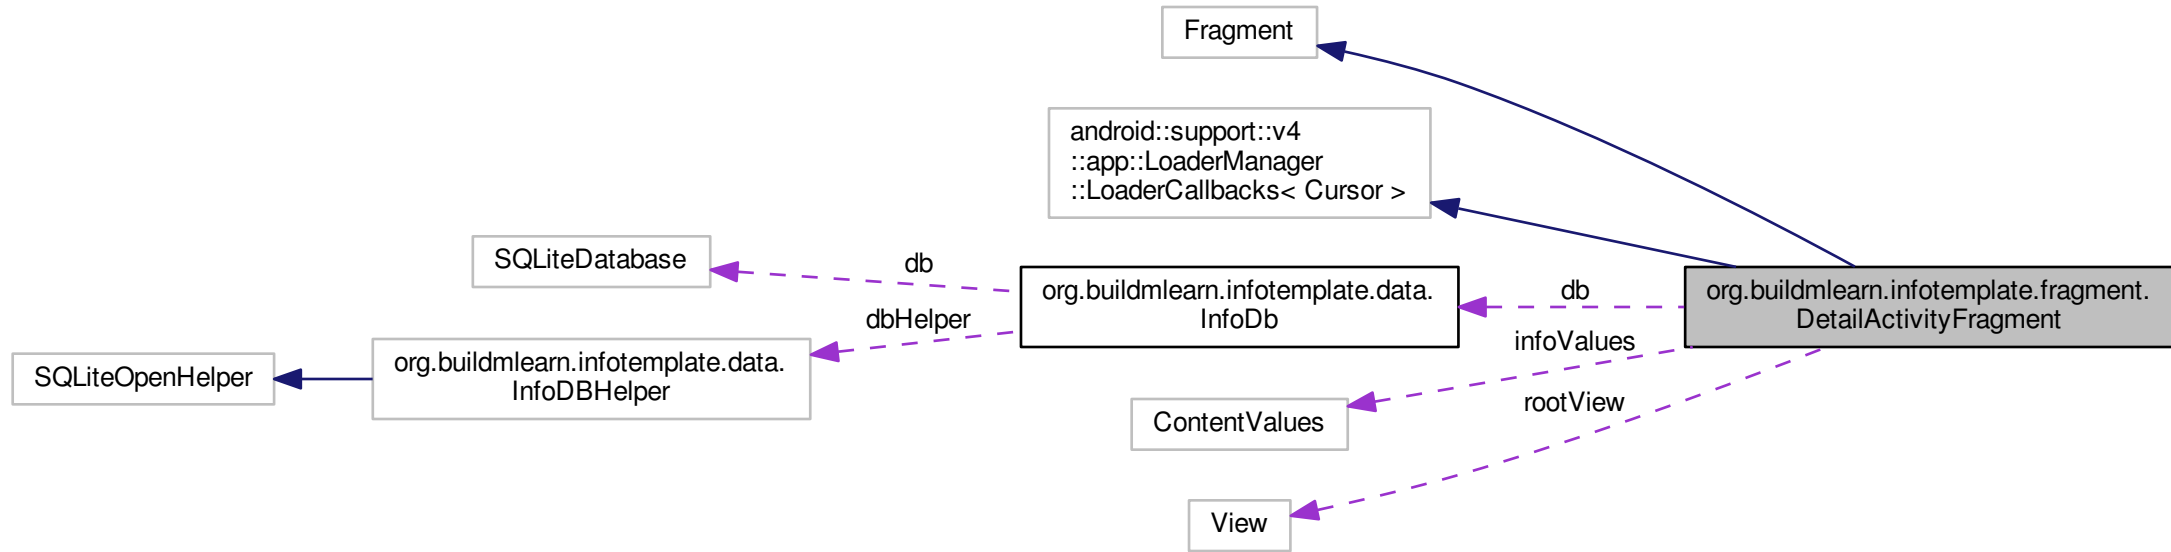 Fragment
android::support::v4
::app::LoaderManager
::LoaderCallbacks< Cursor >
SQLiteDatabase
db
org.buildmlearn.infotemplate.data.
InfoDb
db
org.buildmlearn.infotemplate.fragment.
DetailActivityFragment
dbHelper
infoValues
SQLiteOpenHelper
org.buildmlearn.infotemplate.data.
InfoDBHelper
rootView
ContentValues
View